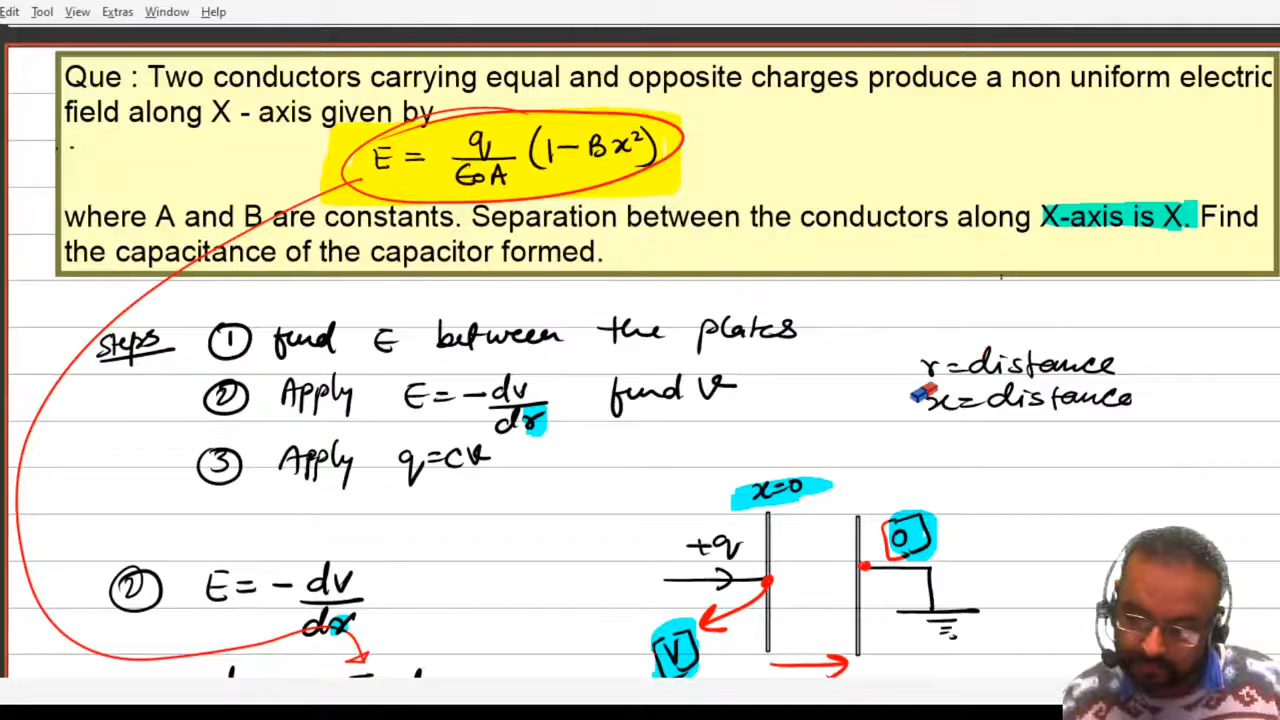 Edit Tool View Extras Window Help
Que : Two conductors carrying equal and opposite charges produce a non uniform electric
field along X - axis given by
E = q/ϵ0A (1 - Bx²)
where A and B are constants. Separation between the conductors along X-axis is X. Find
the capacitance of the capacitor formed.
Steps ① find E between the plates
② Apply E = -dv/dr find V
③ Apply q=CV
r=distance
x=distance
x=0
+q
0
② E = -dv/dx
V